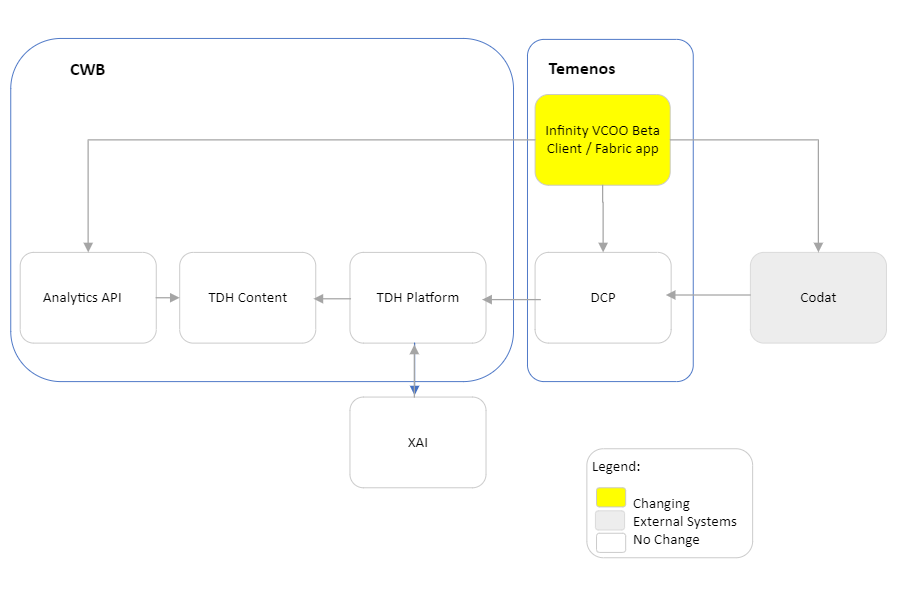 CWB
Temenos
Infinity VCOO Beta
Client / Fabric app
Analytics API
TDH Content
TDH Platform
DCP
Codat
XAI
Legend:
Changing
External Systems
No Change